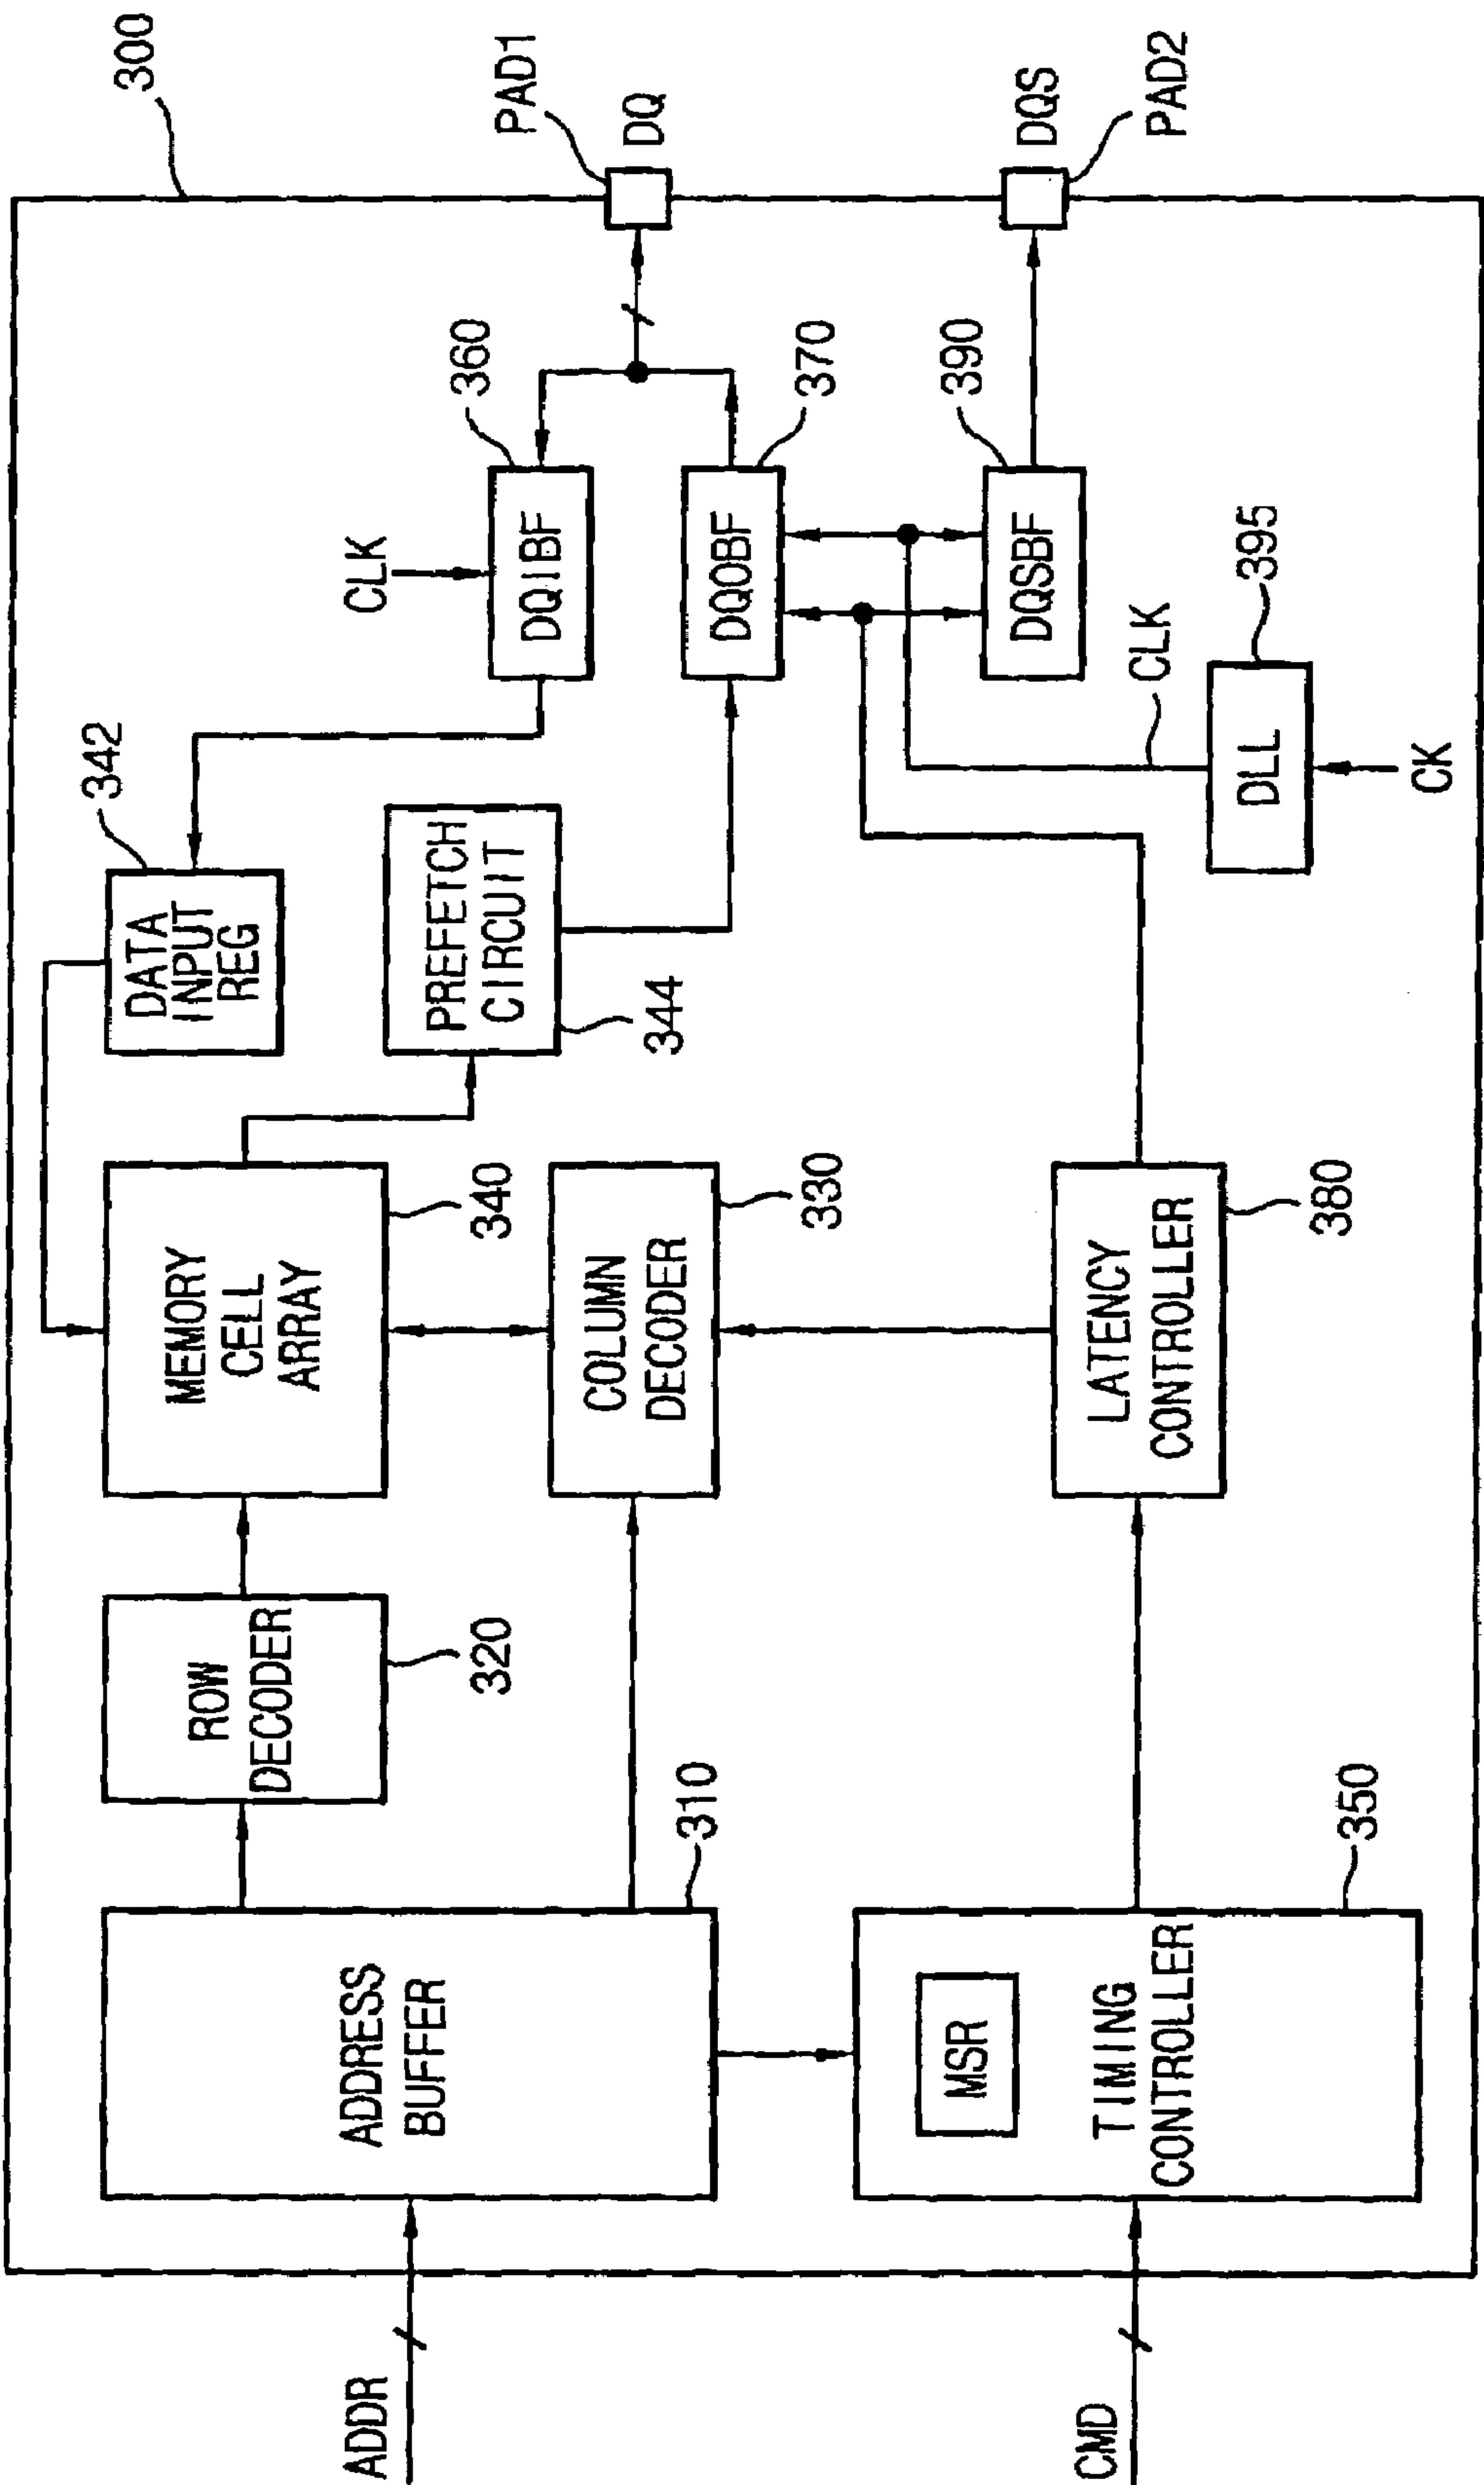 300
PAD1
DQ
DQS
PAD2
342
DATA
INPUT
REG
CLK
360
DQIBF
PREFETCH
CIRCUIT
344
370
DQOBF
390
DQSBF
CLK
395
DLL
CK
ROW
DECODER
320
MEMORY
CELL
ARRAY
340
COLUMN
DECODER
330
ADDR
ADDRESS
BUFFER
310
CMD
MSR
TIMING
CONTROLLER
350
LATENCY
CONTROLLER
380